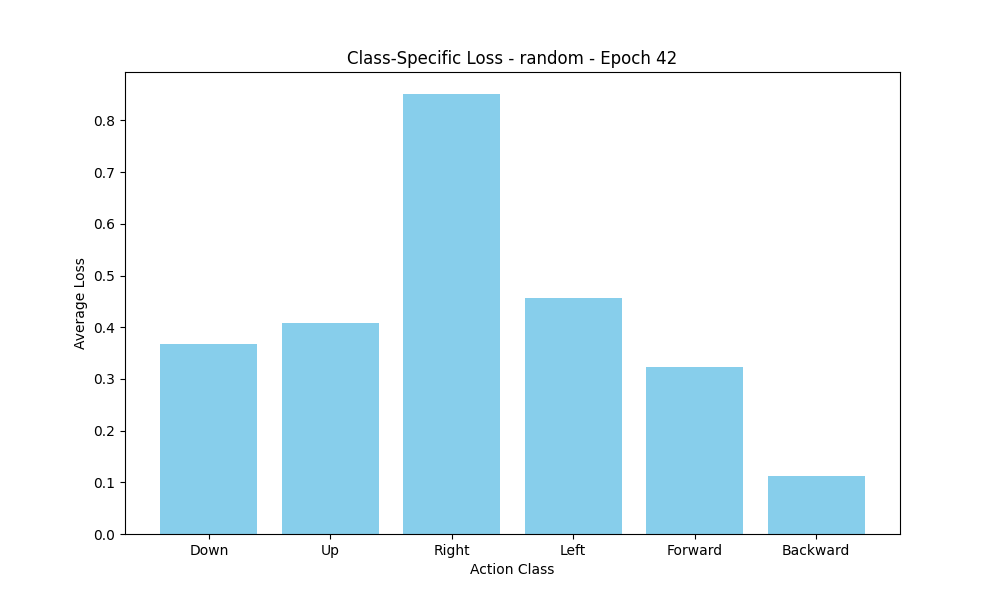 Class-Specific Loss - random - Epoch 42
Average Loss
0.8
0.7
0.6
0.5
0.4
0.3
0.2
0.1
0.0
Down Up Right Left Forward Backward
Action Class